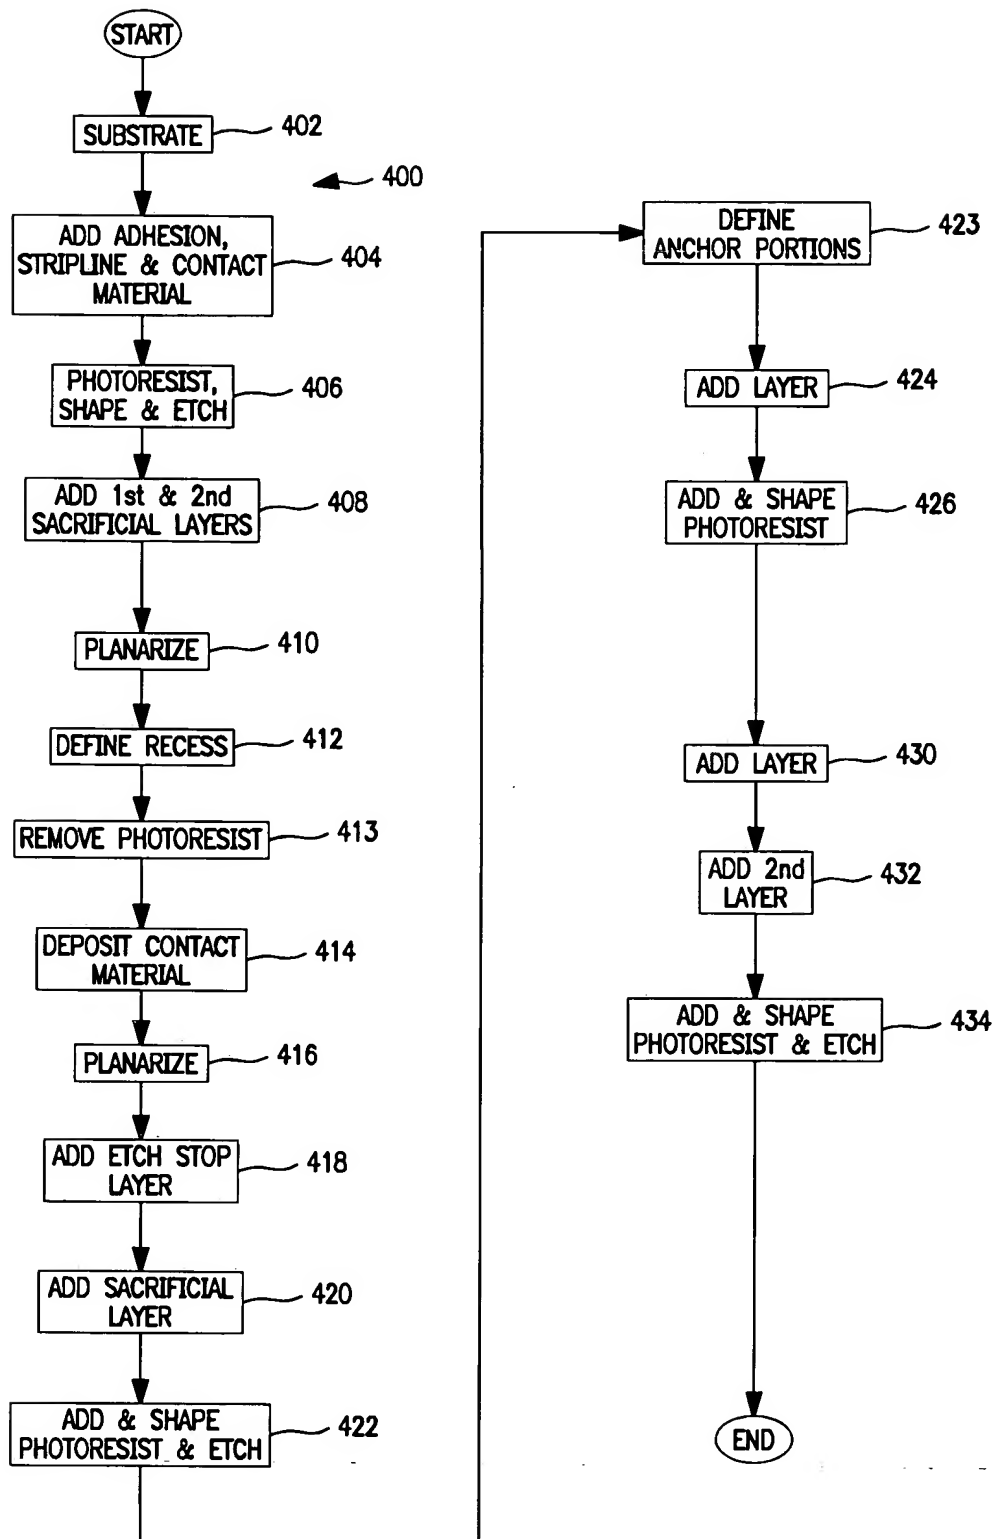 START
SUBSTRATE
402
400
ADD ADHESION,
STRIPLINE & CONTACT
MATERIAL
404
PHOTORESIST,
SHAPE & ETCH
406
ADD 1st & 2nd
SACRIFICIAL LAYERS
408
PLANARIZE
410
DEFINE RECESS
412
REMOVE PHOTORESIST
413
DEPOSIT CONTACT
MATERIAL
414
PLANARIZE
416
ADD ETCH STOP
LAYER
418
ADD SACRIFICIAL
LAYER
420
ADD & SHAPE
PHOTORESIST & ETCH
422
DEFINE
ANCHOR PORTIONS
423
ADD LAYER
424
ADD & SHAPE
PHOTORESIST
426
ADD LAYER
430
ADD 2nd
LAYER
432
ADD & SHAPE
PHOTORESIST & ETCH
434
END